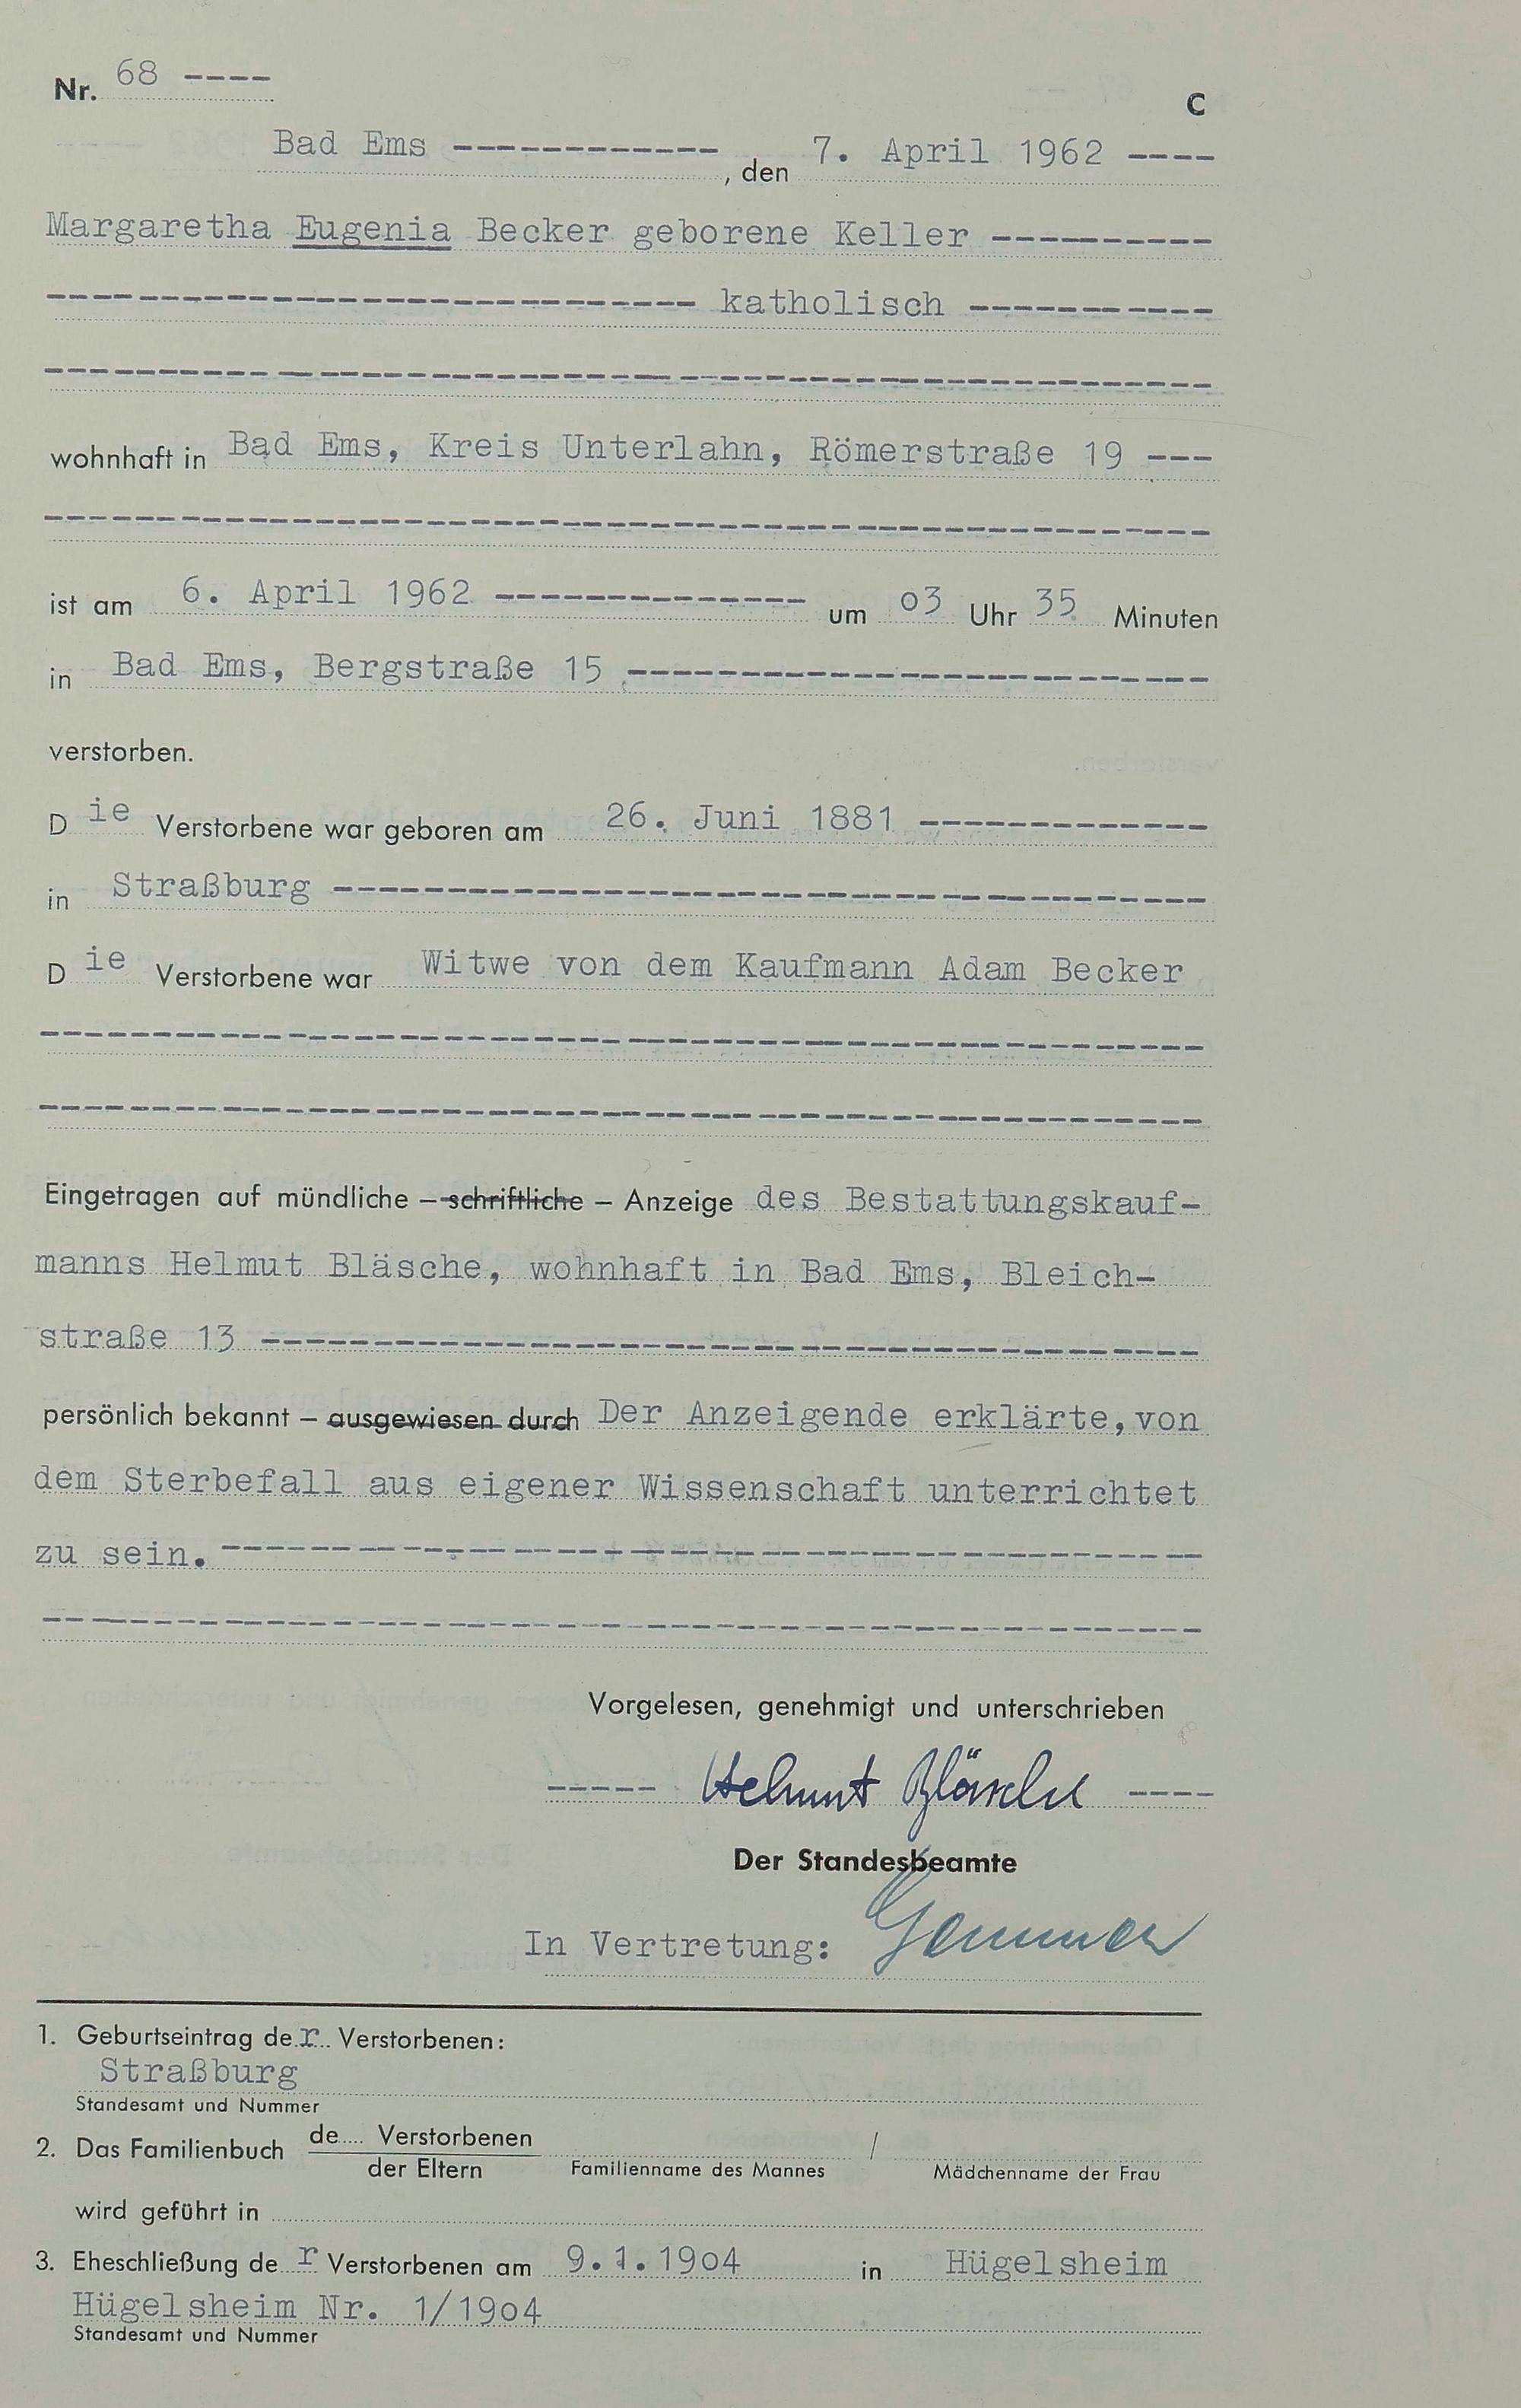 Nr. 68 ----
C
Bad Ems ------------, den 7. April 1962 ----
Margaretha Eugenia Becker geborene Keller ----------
---------------------------- katholisch -----------
wohnhaft in Bad Ems, Kreis Unterlahn, Römerstraße 19 ---
ist am 6. April 1962 -------------- um o3 Uhr 35 Minuten
in Bad Ems, Bergstraße 15 --------------------------
verstorben.
Die Verstorbene war geboren am 26. Juni 1881 -------------
in Straßburg ---------------------------------------
Die Verstorbene war Witwe von dem Kaufmann Adam Becker
Eingetragen auf mündliche – schriftliche – Anzeige des Bestattungskauf-
manns Helmut Bläsche, wohnhaft in Bad Ems, Bleich-
straße 13 ------------------------------------------
persönlich bekannt – ausgewiesen durch Der Anzeigende erklärte, von
dem Sterbefall aus eigener Wissenschaft unterrichtet
zu sein. --------------------------------------------
Vorgelesen, genehmigt und unterschrieben
----- Helmut Bläsche ----
Der Standesbeamte
In Vertretung:
1. Geburtseintrag der Verstorbenen:
Straßburg
Standesamt und Nummer
2. Das Familienbuch de.... Verstorbenen /
der Eltern Familienname des Mannes Mädchenname der Frau
wird geführt in
3. Eheschließung der Verstorbenen am 9.1.19o4 in Hügelsheim
Hügelsheim Nr. 1/19o4
Standesamt und Nummer